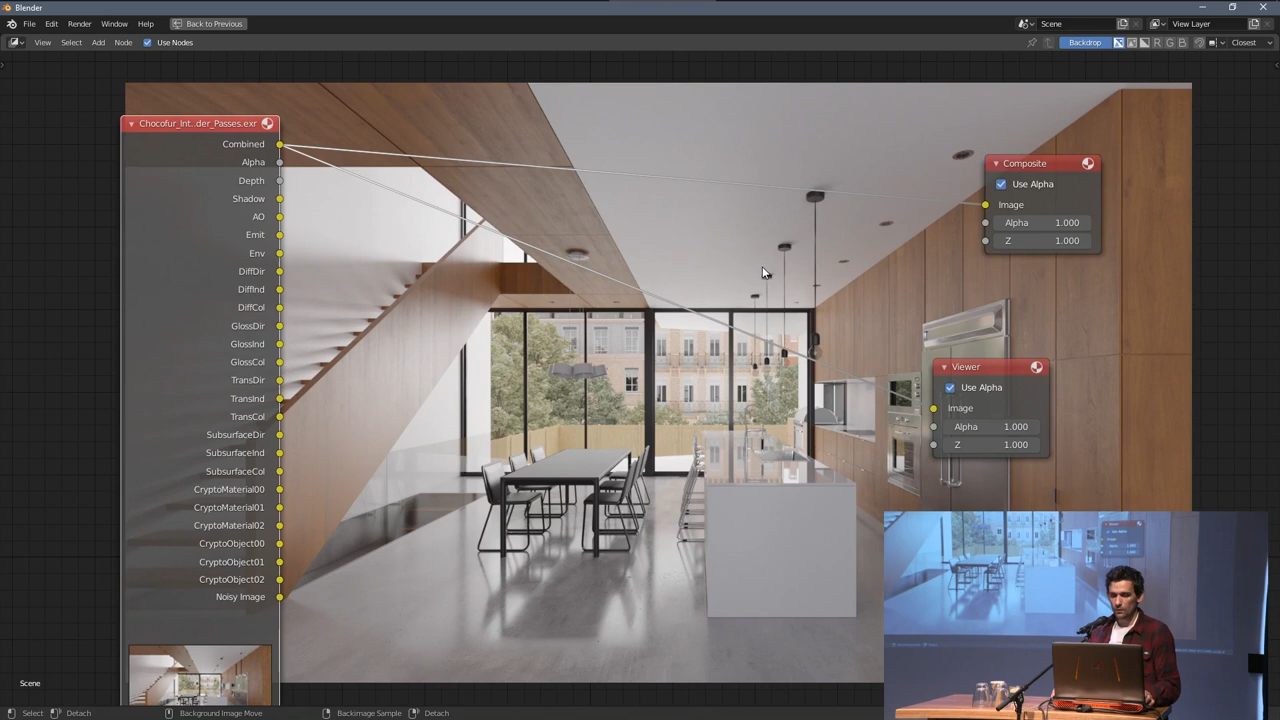 Blender
File Edit Render Window Help Back to Previous Scene View Layer
View Select Add Node Use Nodes Backdrop R G B Closest
Chocofur_Int..der_Passes.exr
Combined
Alpha
Depth
Shadow
AO
Emit
Env
DiffDir
DiffInd
DiffCol
GlossDir
GlossInd
GlossCol
TransDir
TransInd
TransCol
SubsurfaceDir
SubsurfaceInd
SubsurfaceCol
CryptoMaterial00
CryptoMaterial01
CryptoMaterial02
CryptoObject00
CryptoObject01
CryptoObject02
Noisy Image
Composite
Use Alpha
Image
Alpha 1.000
Z 1.000
Viewer
Use Alpha
Image
Alpha 1.000
Z 1.000
Scene
Select Detach Background Image Move Backimage Sample Detach